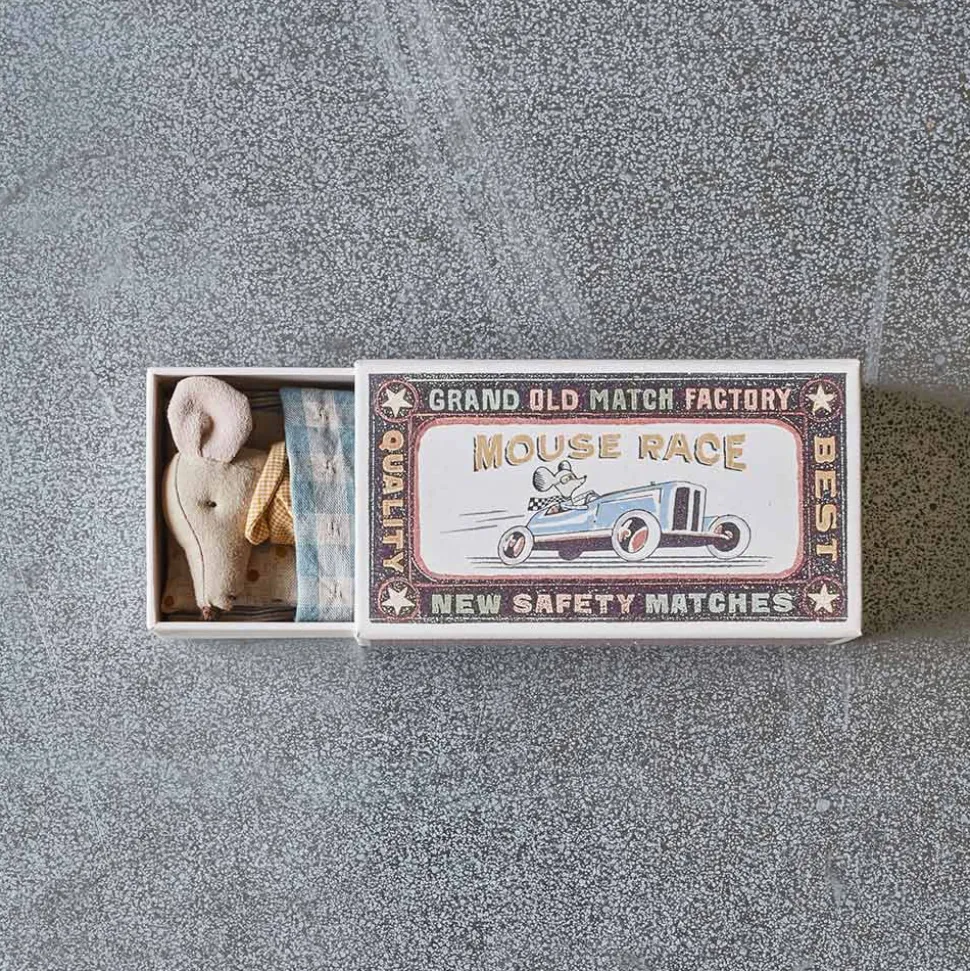 GRAND OLD MATCH FACTORY
QUALITY
MOUSE RACE
BEST
NEW SAFETY MATCHES